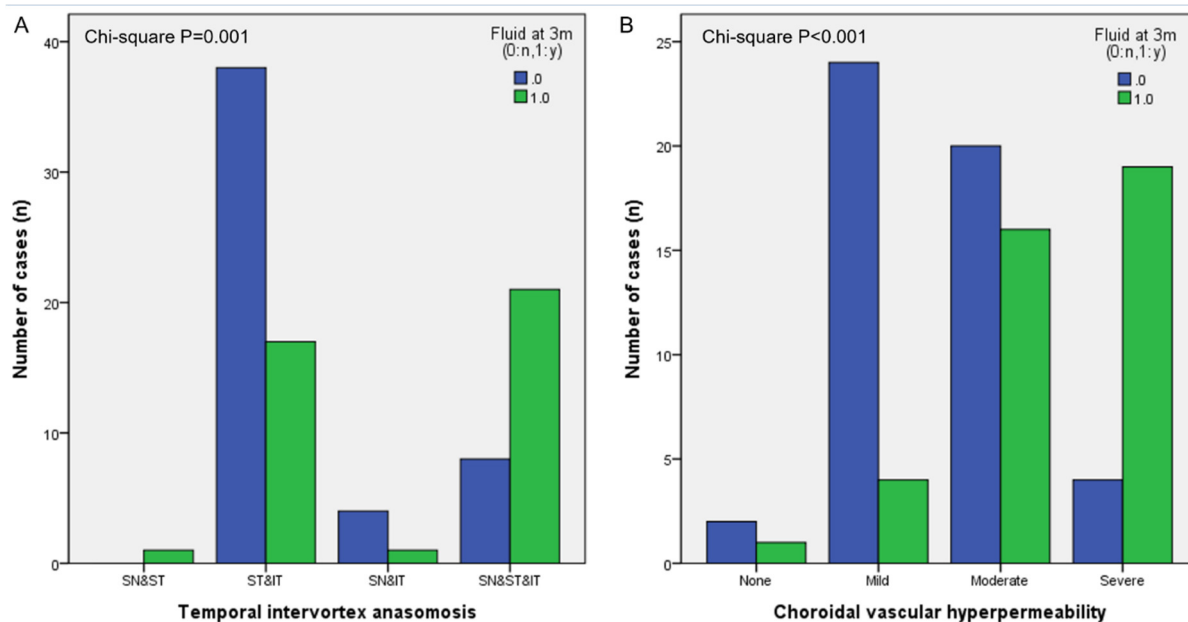 A
Chi-square P=0.001
Fluid at 3m
(0:n,1:y)
.0
1.0
40
30
20
10
0
Number of cases (n)
SN&ST
ST&IT
SN&IT
SN&ST&IT
Temporal intervortex anasomosis
B
Chi-square P<0.001
Fluid at 3m
(0:n,1:y)
.0
1.0
25
20
15
10
5
0
Number of cases (n)
None
Mild
Moderate
Severe
Choroidal vascular hyperpermeability